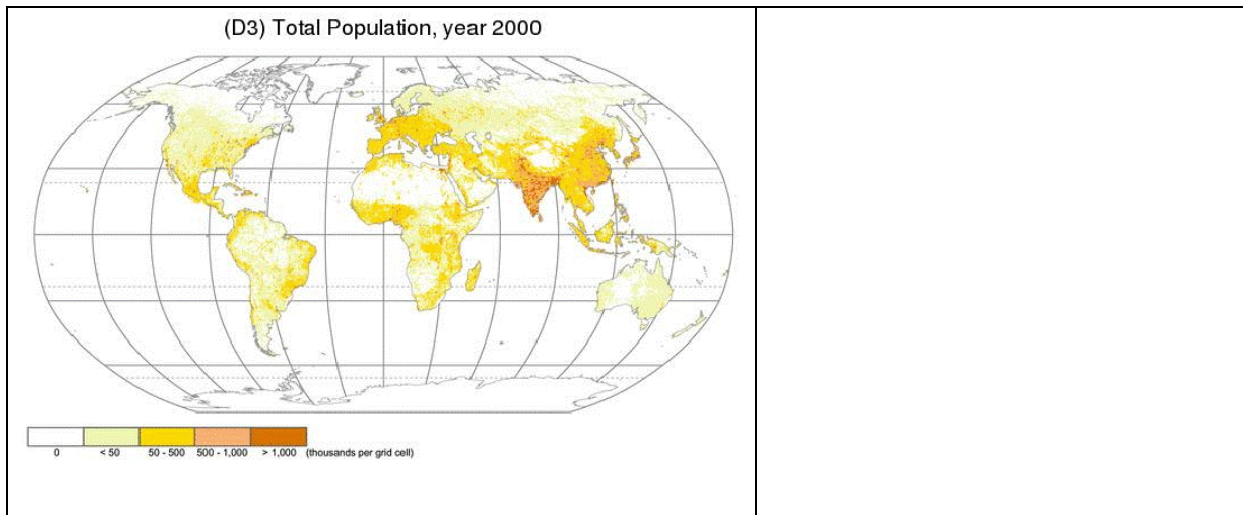 (D3) Total Population, year 2000
0 < 50 50 - 500 500 - 1,000 > 1,000 (thousands per grid cell)